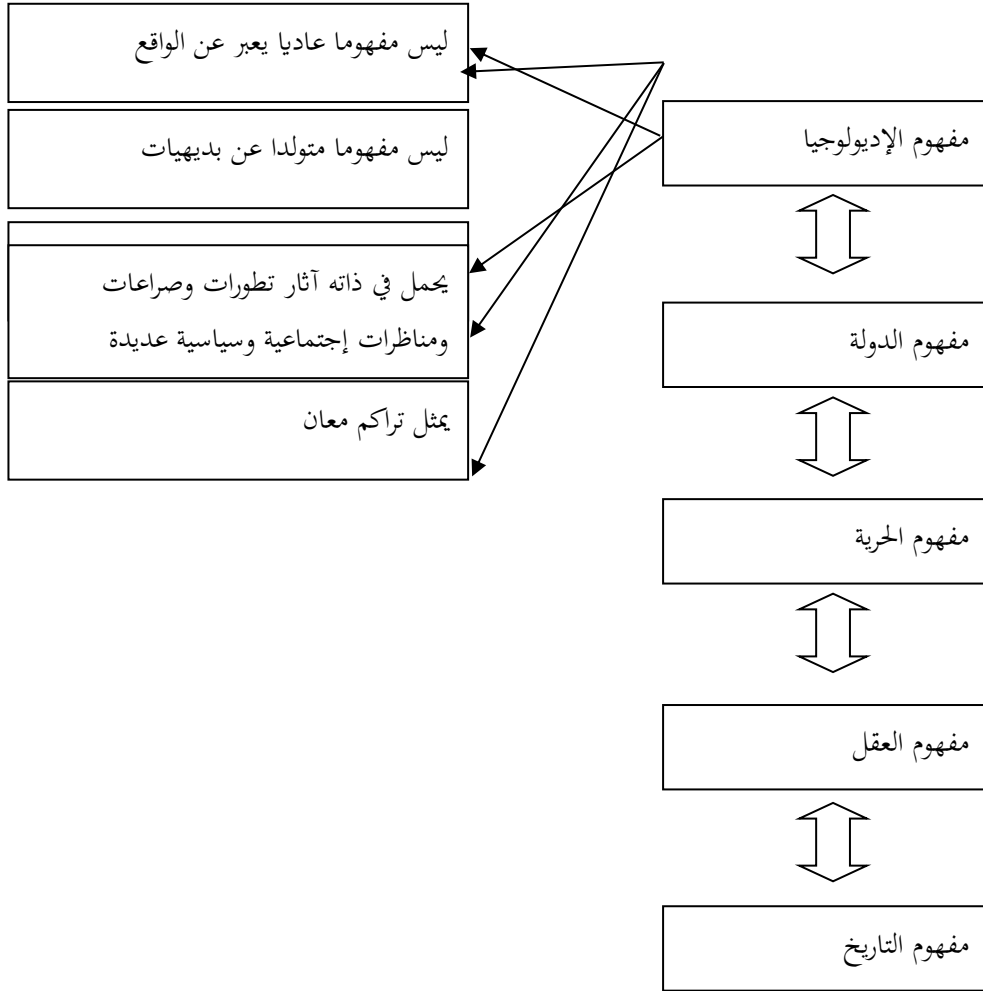 مفهوم الإديولوجيا
مفهوم الدولة
مفهوم الحرية
مفهوم العقل
مفهوم التاريخ
ليس مفهوما عاديا يعبر عن الواقع
ليس مفهوما متولدا عن بديهيات
يحمل في ذاته آثار تطورات وصراعات
ومناظرات إجتماعية وسياسية عديدة
يمثل تراكم معان